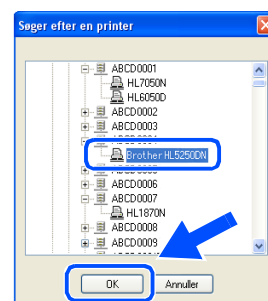 Søger efter en printer
ABCD0001
HL7050N
HL6050D
ABCD0002
ABCD0003
Brother HL5250DN
ABCD0006
ABCD0007
HL1870N
ABCD0008
ABCD0009
OK
Annuller